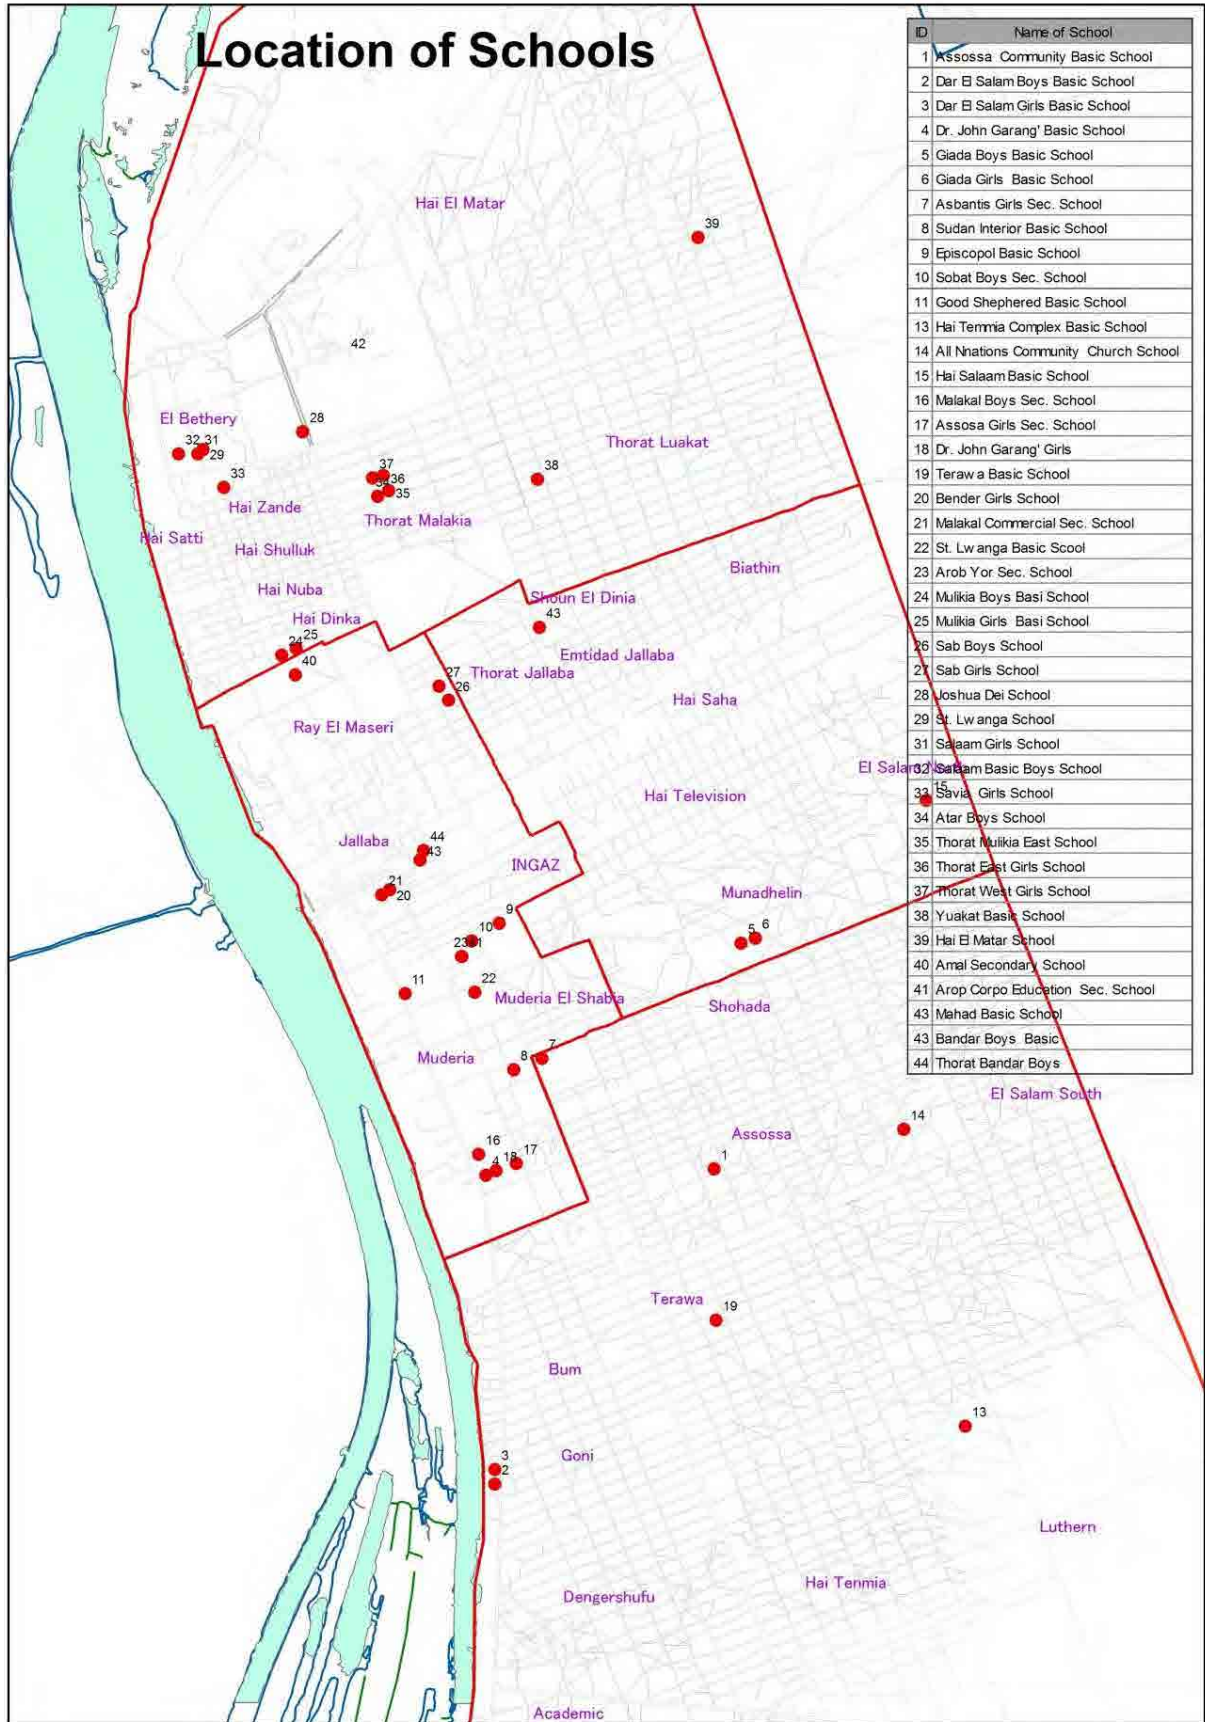 Location of Schools
ID Name of School
1 Assossa Community Basic School
2 Dar El Salam Boys Basic School
3 Dar El Salam Girls Basic School
4 Dr. John Garang' Basic School
5 Giada Boys Basic School
6 Giada Girls Basic School
7 Asbantis Girls Sec. School
8 Sudan Interior Basic School
9 Episcopol Basic School
10 Sobat Boys Sec. School
11 Good Shephered Basic School
13 Hai Temmia Complex Basic School
14 All Nnations Community Church School
15 Hai Salaam Basic School
16 Malakal Boys Sec. School
17 Assosa Girls Sec. School
18 Dr. John Garang' Girls
19 Terawa Basic School
20 Bender Girls School
21 Malakal Commercial Sec. School
22 St. Lwanga Basic Scool
23 Arob Yor Sec. School
24 Mulikia Boys Basi School
25 Mulikia Girls Basi School
26 Sab Boys School
27 Sab Girls School
28 Joshua Dei School
29 St. Lwanga School
31 Salaam Girls School
32 Salaam Basic Boys School
33 Savia Girls School
34 Atar Boys School
35 Thorat Mulikia East School
36 Thorat East Girls School
37 Thorat West Girls School
38 Yuakat Basic School
39 Hai El Matar School
40 Amal Secondary School
41 Arop Corpo Education Sec. School
43 Mahad Basic School
43 Bandar Boys Basic
44 Thorat Bandar Boys
Hai El Matar
39
42
El Bethery
28
32
31
29
33
Hai Zande
37
36
34
35
Thorat Malakia
Thorat Luakat
38
Hai Satti
Hai Shulluk
Hai Nuba
Hai Dinka
25
24
40
Biathin
Shoun El Dinia
43
Emtidad Jallaba
Thorat Jallaba
27
26
Hai Saha
Ray El Maseri
El Salam
15
Hai Television
Jallaba
44
43
INGAZ
21
20
Munadhelin
9
10
5
6
23
41
11
22
Muderia El Shabia
Shohada
Muderia
7
8
El Salam South
14
Assossa
1
16
4
18
17
Terawa
19
Bum
13
Goni
3
2
Luthern
Hai Tenmia
Dengershufu
Academic